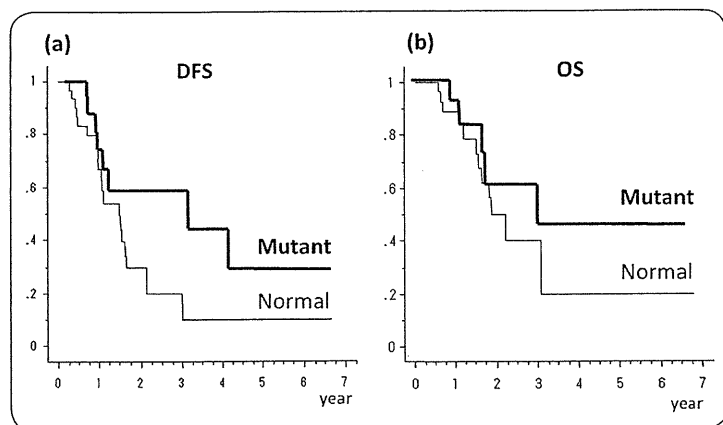 (a)
DFS
1
.8
.6
.4
.2
0
Mutant
Normal
0 1 2 3 4 5 6 7
year
(b)
OS
1
.8
.6
.4
.2
0
Mutant
Normal
0 1 2 3 4 5 6 7
year